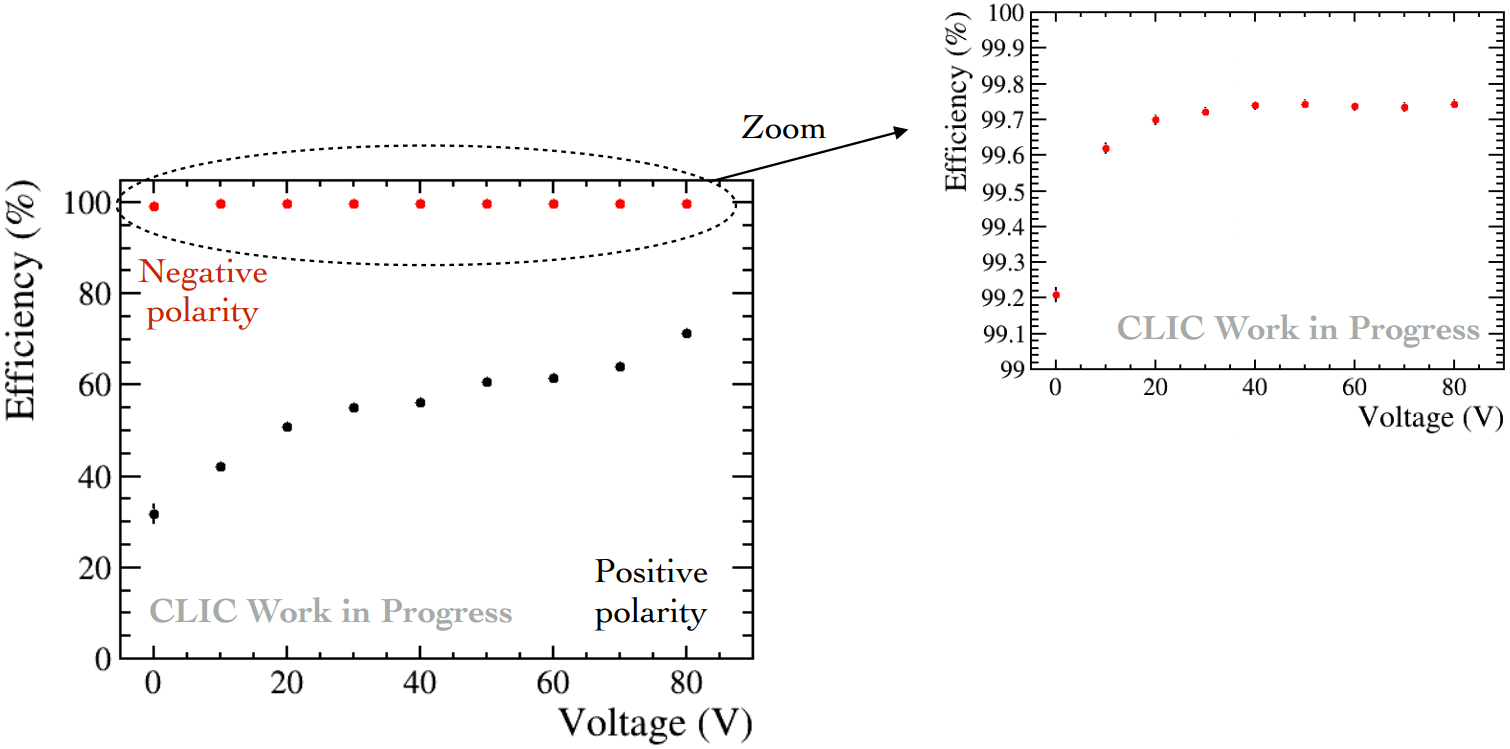 Efficiency (%)
100
80
60
40
20
0
0 20 40 60 80
Voltage (V)
Negative
polarity
Positive
polarity
CLIC Work in Progress
Zoom
Efficiency (%)
100
99.9
99.8
99.7
99.6
99.5
99.4
99.3
99.2
99.1
99
0 20 40 60 80
Voltage (V)
CLIC Work in Progress